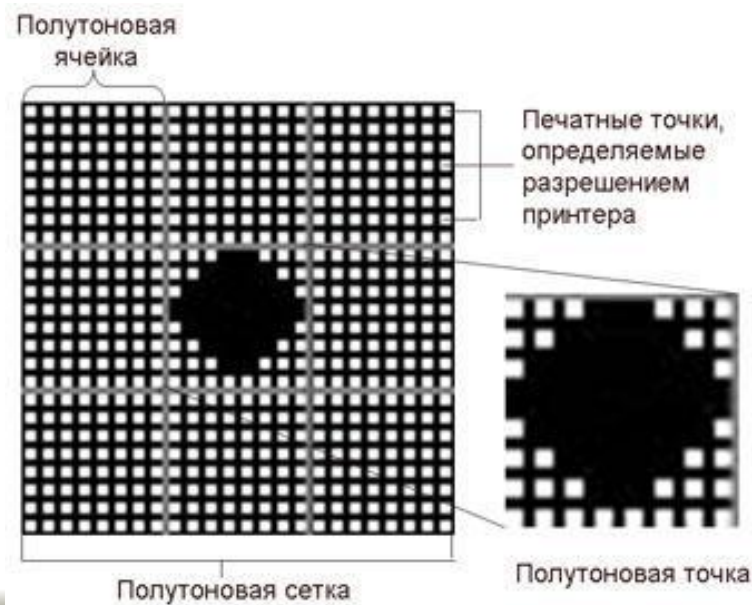 Полутоновая
ячейка
Печатные точки,
определяемые
разрешением
принтера
Полутоновая точка
Полутоновая сетка